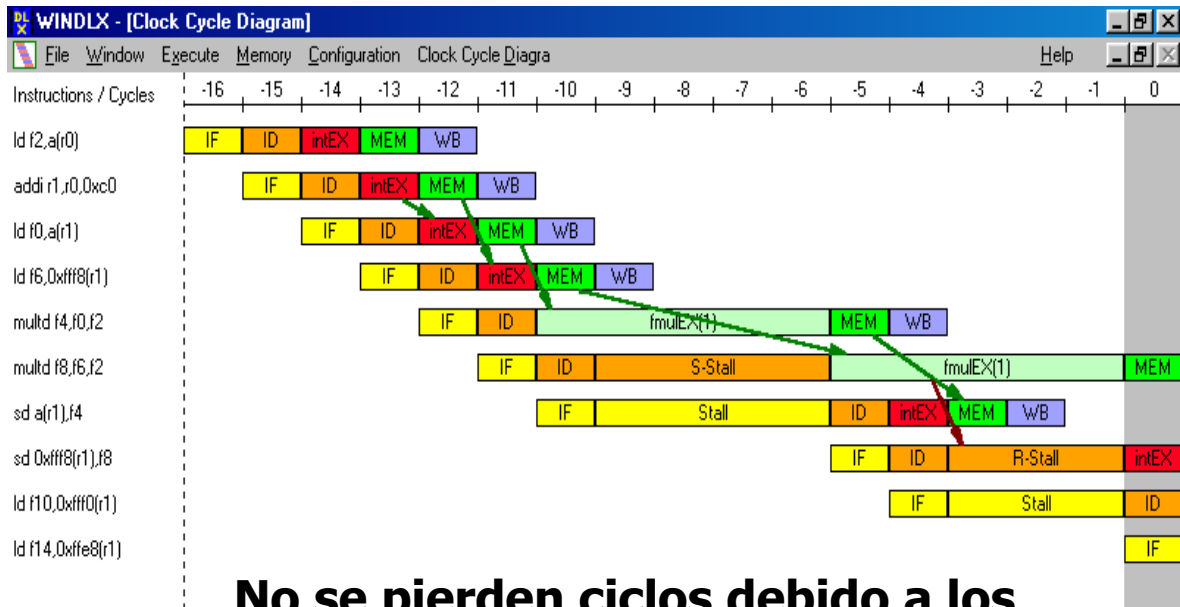 WINDLX - [Clock Cycle Diagram]
File Window Execute Memory Configuration Clock Cycle Diagra Help
Instructions / Cycles -16 -15 -14 -13 -12 -11 -10 -9 -8 -7 -6 -5 -4 -3 -2 -1 0
ld f2,a(r0) IF ID intEX MEM WB
addi r1,r0,0xc0 IF ID intEX MEM WB
ld f0,a(r1) IF ID intEX MEM WB
ld f6,0xfff8(r1) IF ID intEX MEM WB
multd f4,f0,f2 IF ID fmulEX(1) MEM WB
multd f8,f6,f2 IF ID S-Stall fmulEX(1) MEM
sd a(r1),f4 IF Stall ID intEX MEM WB
sd 0xfff8(r1),f8 IF ID R-Stall intEX
ld f10,0xfff0(r1) IF Stall ID
ld f14,0xffe8(r1) IF
No se pierden ciclos debido a los